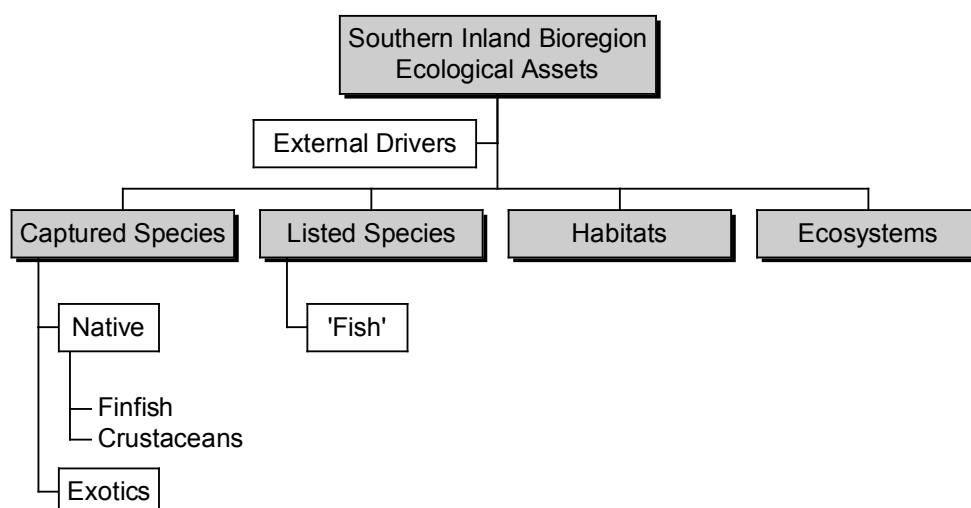 Southern Inland Bioregion
Ecological Assets
External Drivers
Captured Species
Listed Species
Habitats
Ecosystems
Native
'Fish'
Finfish
Crustaceans
Exotics